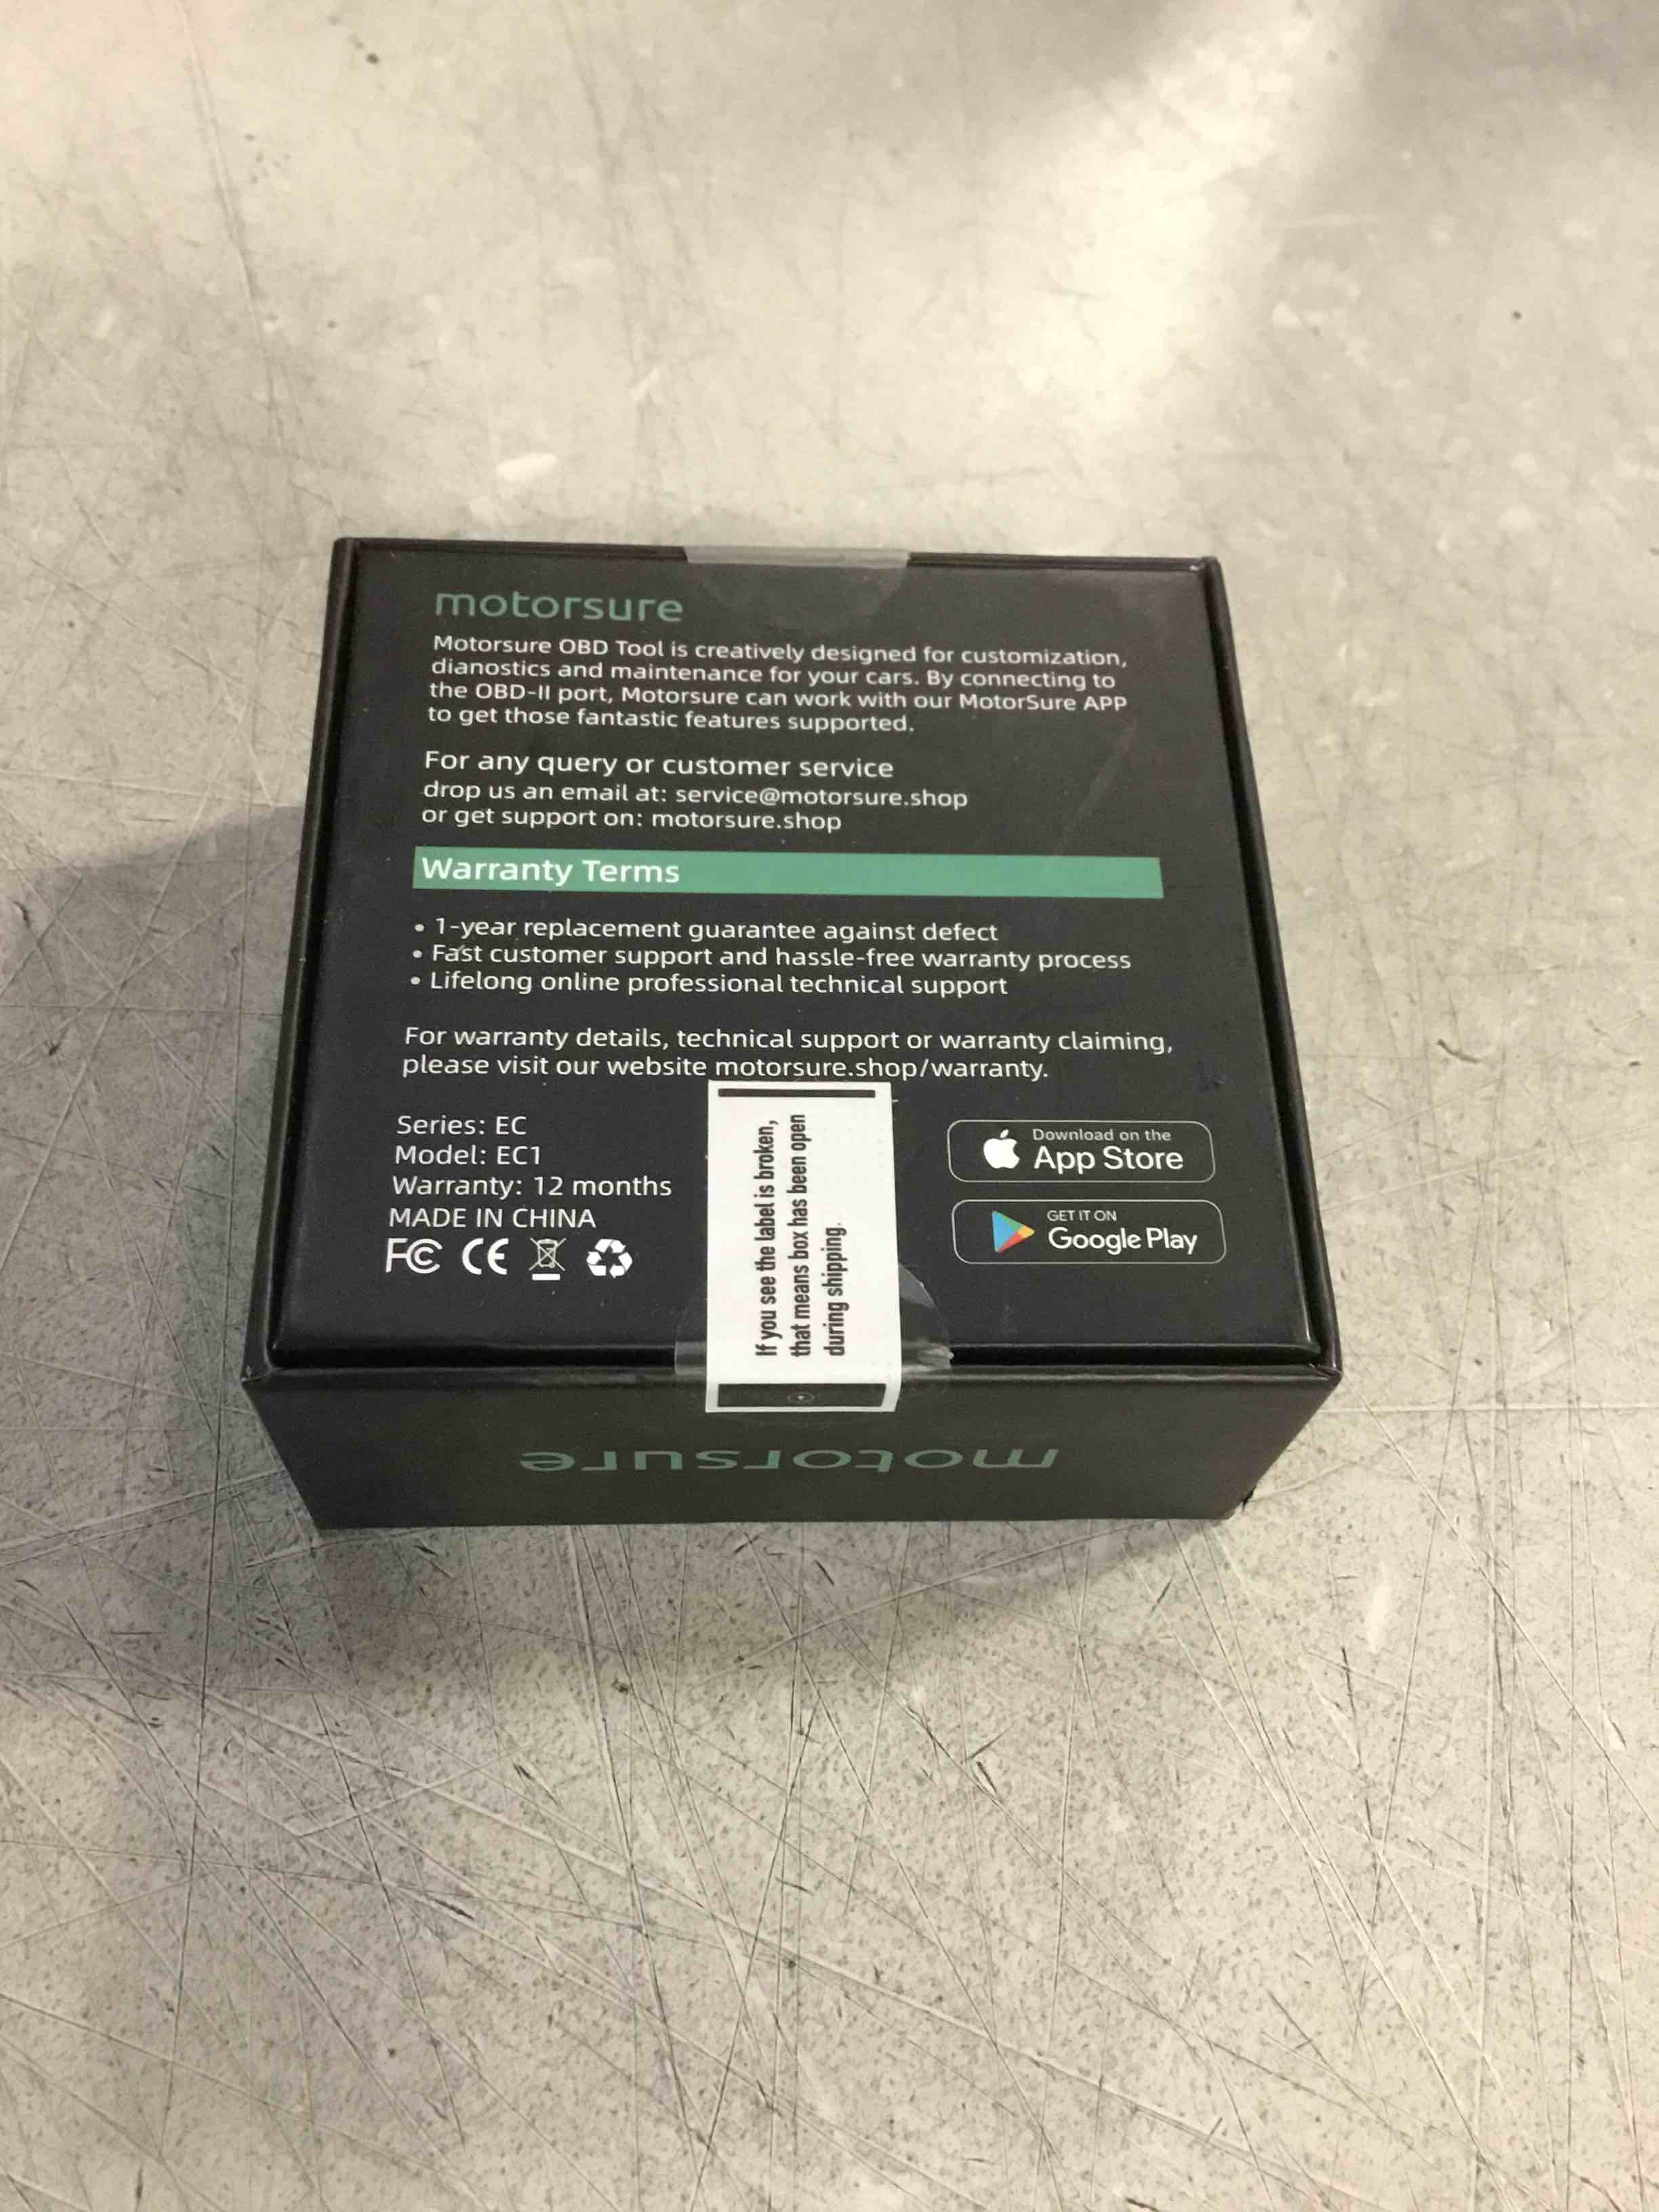 motorsure
Motorsure OBD Tool is creatively designed for customization,
dianostics and maintenance for your cars. By connecting to
the OBD-II port, Motorsure can work with our MotorSure APP
to get those fantastic features supported.
For any query or customer service
drop us an email at: service@motorsure.shop
or get support on: motorsure.shop
Warranty Terms
• 1-year replacement guarantee against defect
• Fast customer support and hassle-free warranty process
• Lifelong online professional technical support
For warranty details, technical support or warranty claiming,
please visit our website motorsure.shop/warranty.
Series: EC
Model: EC1
Warranty: 12 months
MADE IN CHINA
FC CE
If you see the label is broken,
that means box has been open
during shipping.
Download on the
App Store
GET IT ON
Google Play
motorsure